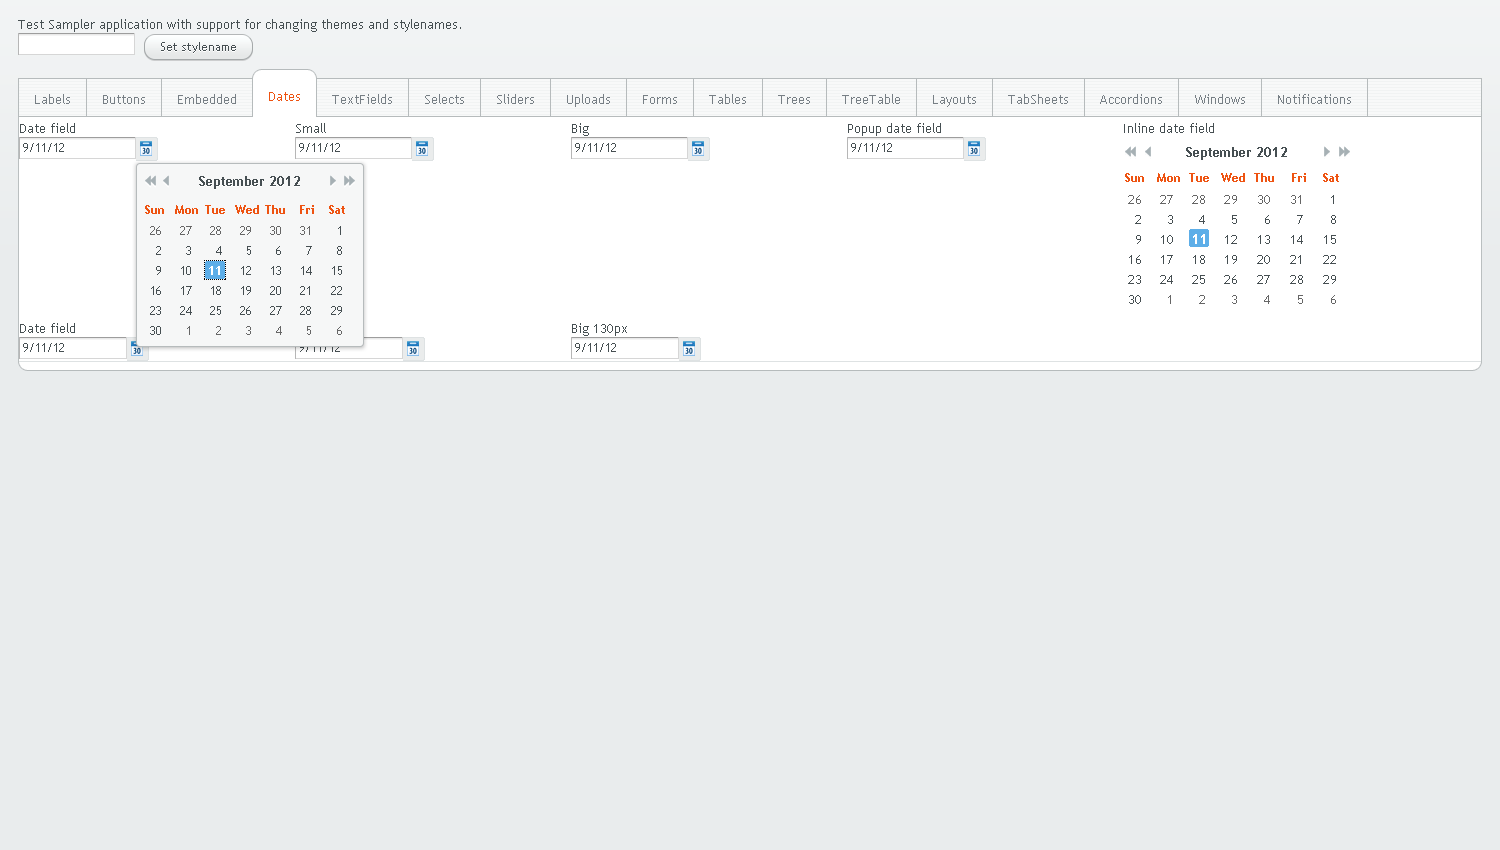 Test Sampler application with support for changing themes and stylenames.
Set stylename
Labels Buttons Embedded Dates TextFields Selects Sliders Uploads Forms Tables Trees TreeTable Layouts TabSheets Accordions Windows Notifications
Date field Small Big Popup date field Inline date field
9/11/12 30 9/11/12 30 9/11/12 30 9/11/12 30
September 2012
Sun Mon Tue Wed Thu Fri Sat
26 27 28 29 30 31 1
2 3 4 5 6 7 8
9 10 11 12 13 14 15
16 17 18 19 20 21 22
23 24 25 26 27 28 29
30 1 2 3 4 5 6
September 2012
Sun Mon Tue Wed Thu Fri Sat
26 27 28 29 30 31 1
2 3 4 5 6 7 8
9 10 11 12 13 14 15
16 17 18 19 20 21 22
23 24 25 26 27 28 29
30 1 2 3 4 5 6
Date field Big 130px
9/11/12 30 9/11/12 30 9/11/12 30